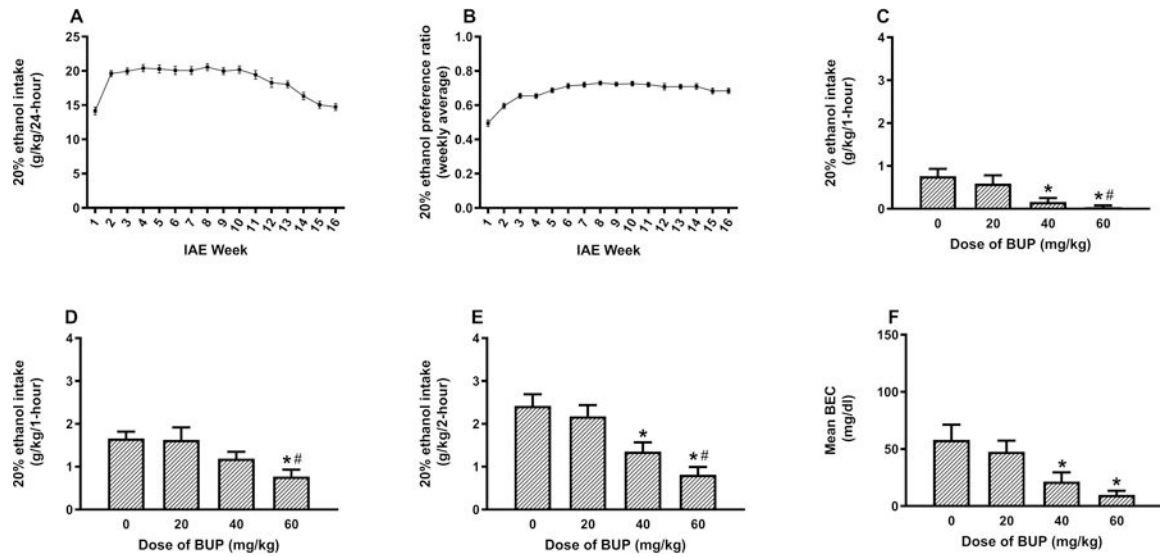 A
20% ethanol intake
(g/kg/24-hour)
25
20
15
10
5
0
1 2 3 4 5 6 7 8 9 10 11 12 13 14 15 16
IAE Week
B
20% ethanol preference ratio
(weekly average)
1.0
0.8
0.6
0.4
0.2
0.0
1 2 3 4 5 6 7 8 9 10 11 12 13 14 15 16
IAE Week
C
20% ethanol intake
(g/kg/1-hour)
4
3
2
1
0
*
*#
0 20 40 60
Dose of BUP (mg/kg)
D
20% ethanol intake
(g/kg/1-hour)
4
3
2
1
0
*#
0 20 40 60
Dose of BUP (mg/kg)
E
20% ethanol intake
(g/kg/2-hour)
4
3
2
1
0
*
*#
0 20 40 60
Dose of BUP (mg/kg)
F
Mean BEC
(mg/dl)
150
100
50
0
*
*
0 20 40 60
Dose of BUP (mg/kg)